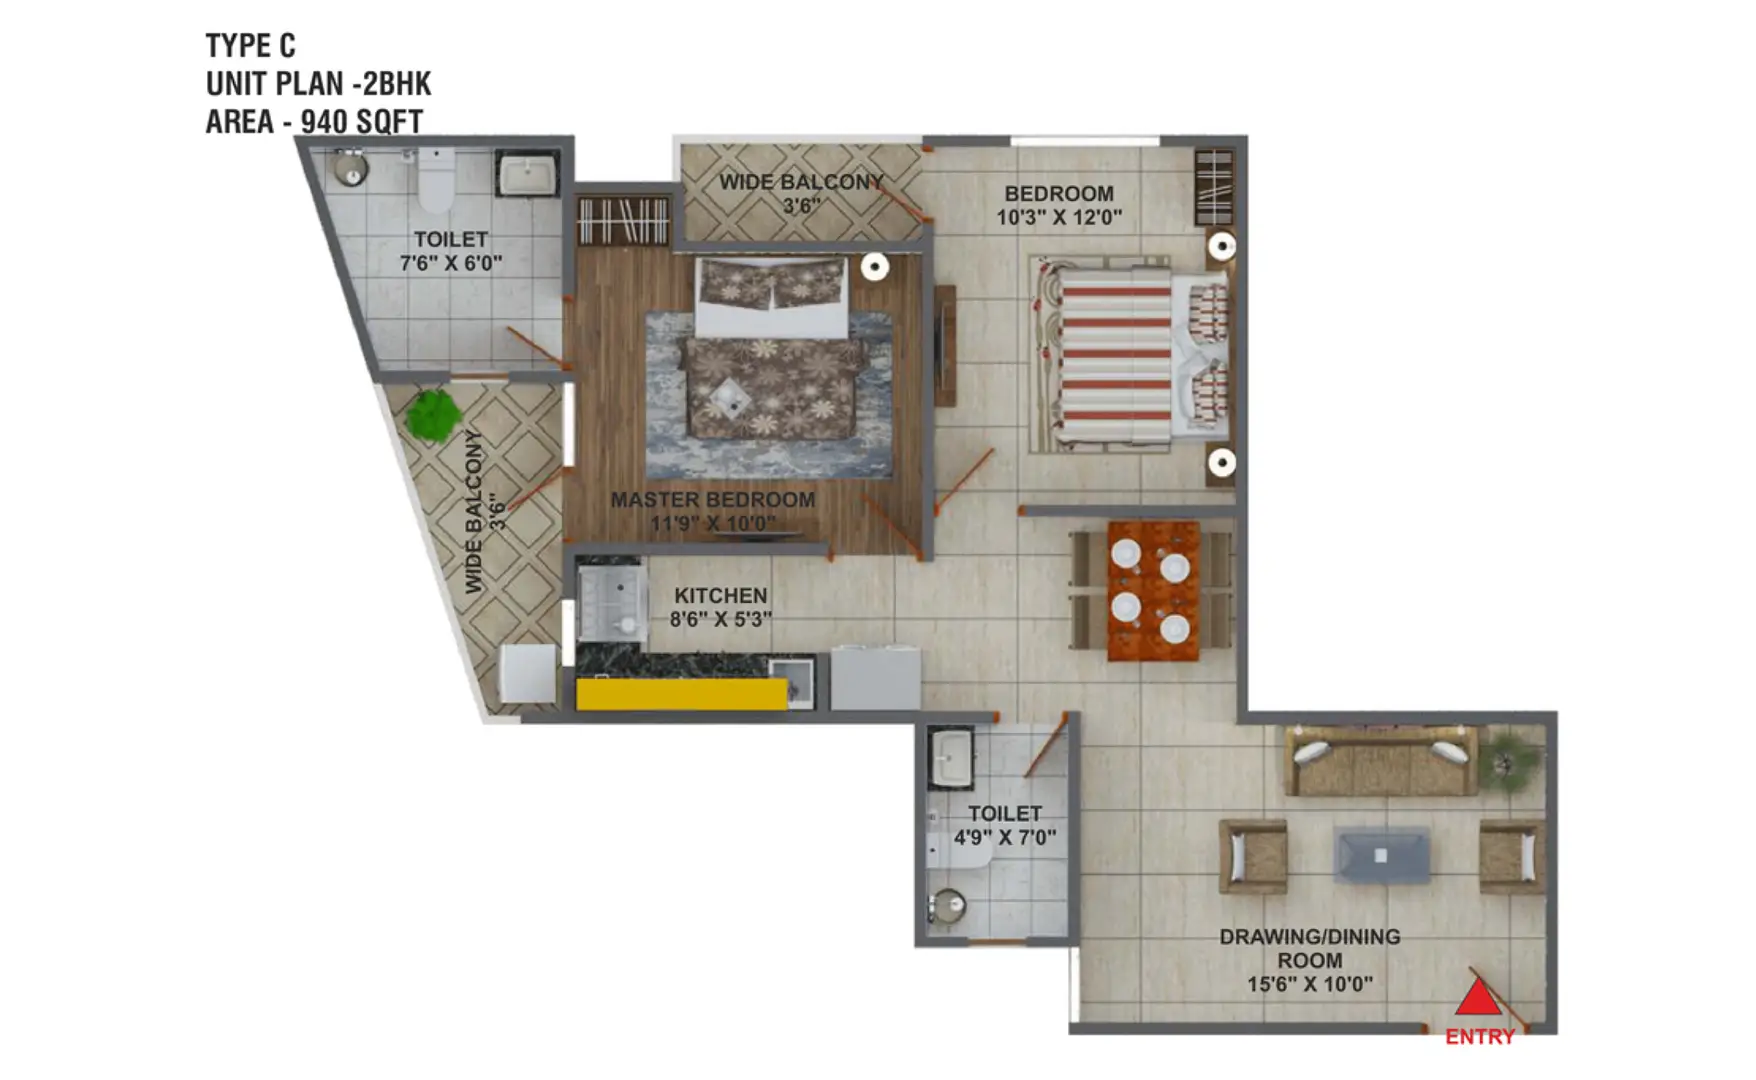 TYPE C
UNIT PLAN -2BHK
AREA - 940 SQFT
WIDE BALCONY
3'6"
BEDROOM
10'3" X 12'0"
TOILET
7'6" X 6'0"
WIDE BALCONY
3'6"
MASTER BEDROOM
11'9" X 10'0"
KITCHEN
8'6" X 5'3"
TOILET
4'9" X 7'0"
DRAWING/DINING
ROOM
15'6" X 10'0"
ENTRY